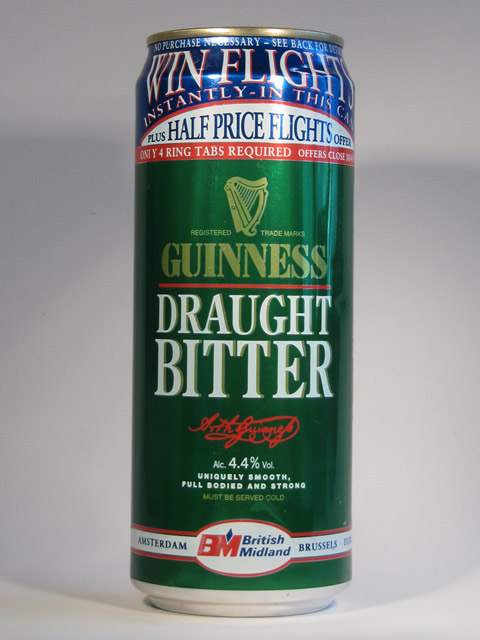 NO PURCHASE NECESSARY – SEE BACK FOR
WIN FLIGHTS
INSTANTLY-IN THIS CAN
PLUS HALF PRICE FLIGHTS OFFER
ONLY 4 RING TABS REQUIRED OFFERS CLOSE
REGISTERED TRADE MARKS
GUINNESS
DRAUGHT
BITTER
Arth Guinness
Alc. 4.4% Vol.
UNIQUELY SMOOTH,
FULL BODIED AND STRONG
MUST BE SERVED COLD
AMSTERDAM BM British Midland BRUSSELS